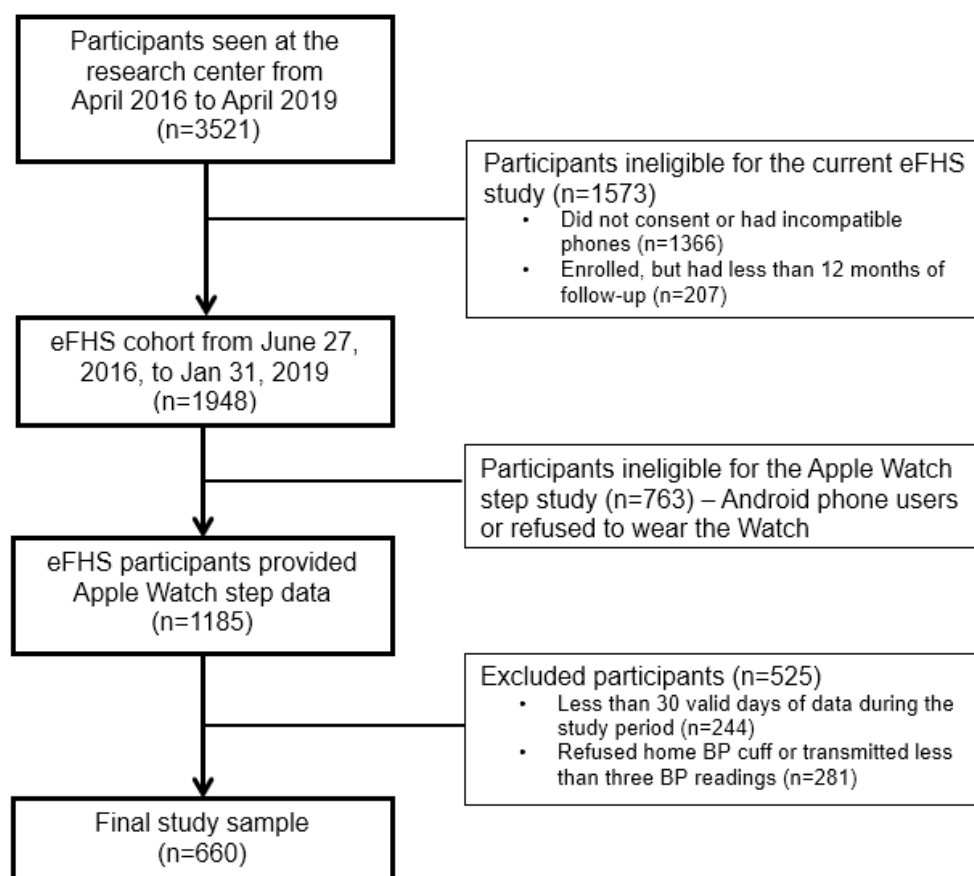 Participants seen at the
research center from
April 2016 to April 2019
(n=3521)
Participants ineligible for the current eFHS
study (n=1573)
• Did not consent or had incompatible
phones (n=1366)
• Enrolled, but had less than 12 months of
follow-up (n=207)
eFHS cohort from June 27,
2016, to Jan 31, 2019
(n=1948)
Participants ineligible for the Apple Watch
step study (n=763) – Android phone users
or refused to wear the Watch
eFHS participants provided
Apple Watch step data
(n=1185)
Excluded participants (n=525)
• Less than 30 valid days of data during the
study period (n=244)
• Refused home BP cuff or transmitted less
than three BP readings (n=281)
Final study sample
(n=660)